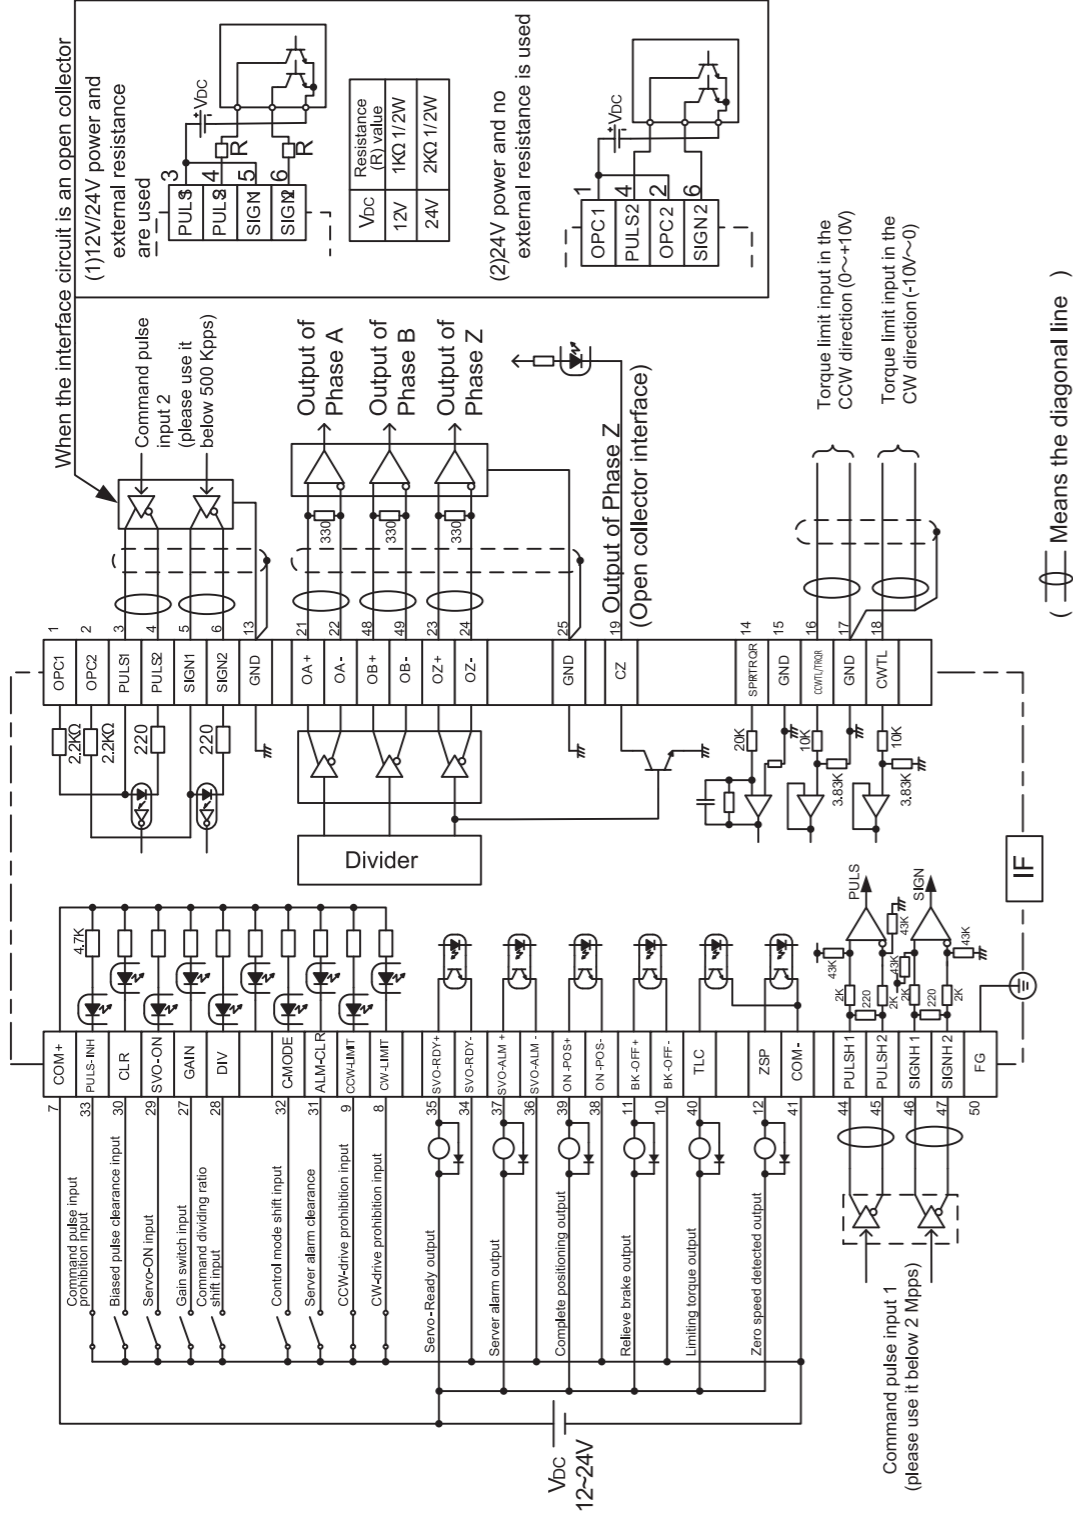 When the interface circuit is an open collector
(1)12V/24V power and
external resistance
are used
3
4
5
6
PULS1
PULS2
SIGN
SIGN2
R
R
VDC
+
-
VDC
Resistance
(R) value
12V
1KΩ 1/2W
24V
2KΩ 1/2W
(2)24V power and no
external resistance is used
1
4
2
6
OPC1
PULS2
OPC2
SIGN2
VDC
+
-
Command pulse
input 2
(please use it
below 500 Kpps)
Output of
Phase A
Output of
Phase B
Output of
Phase Z
330
330
330
Output of Phase Z
(Open collector interface)
Torque limit input in the
CCW direction (0~+10V)
Torque limit input in the
CW direction (-10V~0)
1
2
3
4
5
6
13
21
22
48
49
23
24
25
19
14
15
16
17
18
OPC1
OPC2
PULS1
PULS2
SIGN1
SIGN2
GND
OA+
OA-
OB+
OB-
OZ+
OZ-
GND
CZ
SPR/TRQR
GND
CCWTL/TRQR
GND
CWTL
2.2KΩ
2.2KΩ
220
220
20K
10K
3.83K
10K
3.83K
Divider
4.7K
PULS
SIGN
43K
43K
43K
43K
2K
220
2K
2K
220
2K
IF
COM+
PULS-INH
CLR
SVO-ON
GAIN
DIV
C-MODE
ALM-CLR
CCW-LIMIT
CW-LIMIT
SVO-RDY+
SVO-RDY-
SVO-ALM +
SVO-ALM -
ON-POS+
ON-POS-
BK-OFF+
BK-OFF-
TLC
ZSP
COM-
PULSH 1
PULSH 2
SIGNH 1
SIGNH 2
FG
7
33
30
29
27
28
32
31
9
8
35
34
37
36
39
38
11
10
40
12
41
44
45
46
47
50
Command pulse input
prohibition input
Biased pulse clearance input
Servo-ON input
Gain switch input
Command dividing ratio
shift input
Control mode shift input
Server alarm clearance
CCW-drive prohibition input
CW-drive prohibition input
Servo-Ready output
Server alarm output
Complete positioning output
Relieve brake output
Limiting torque output
Zero speed detected output
VDC
12~24V
Command pulse input 1
(please use it below 2 Mpps)
( Means the diagonal line )